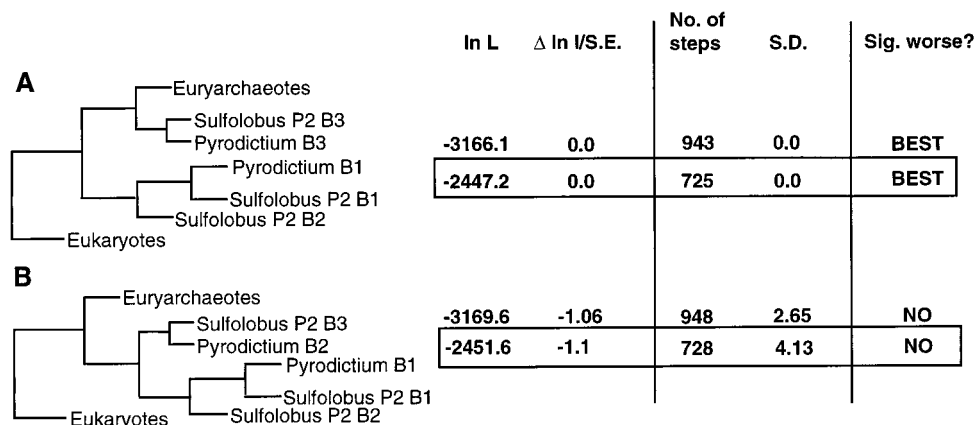 No. of
ln L Δ ln l/S.E. steps S.D. Sig. worse?
A
Euryarchaeotes
Sulfolobus P2 B3
Pyrodictium B3 -3166.1 0.0 943 0.0 BEST
Pyrodictium B1 -2447.2 0.0 725 0.0 BEST
Sulfolobus P2 B1
Sulfolobus P2 B2
Eukaryotes
B
Euryarchaeotes
Sulfolobus P2 B3 -3169.6 -1.06 948 2.65 NO
Pyrodictium B2 -2451.6 -1.1 728 4.13 NO
Pyrodictium B1
Sulfolobus P2 B1
Sulfolobus P2 B2
Eukaryotes